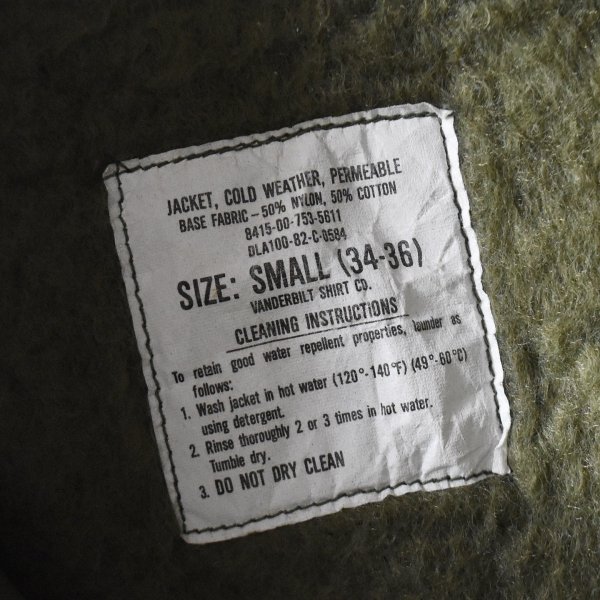 JACKET, COLD WEATHER, PERMEABLE
BASE FABRIC – 50% NYLON, 50% COTTON
8415-00-753-5611
DLA100-82-C-0584
SIZE: SMALL (34-36)
VANDERBILT SHIRT CO.
CLEANING INSTRUCTIONS
To retain good water repellent properties, launder as
follows:
1. Wash jacket in hot water (120°-140°F) (49°-60°C)
using detergent.
2. Rinse thoroughly 2 or 3 times in hot water.
Tumble dry.
3. DO NOT DRY CLEAN